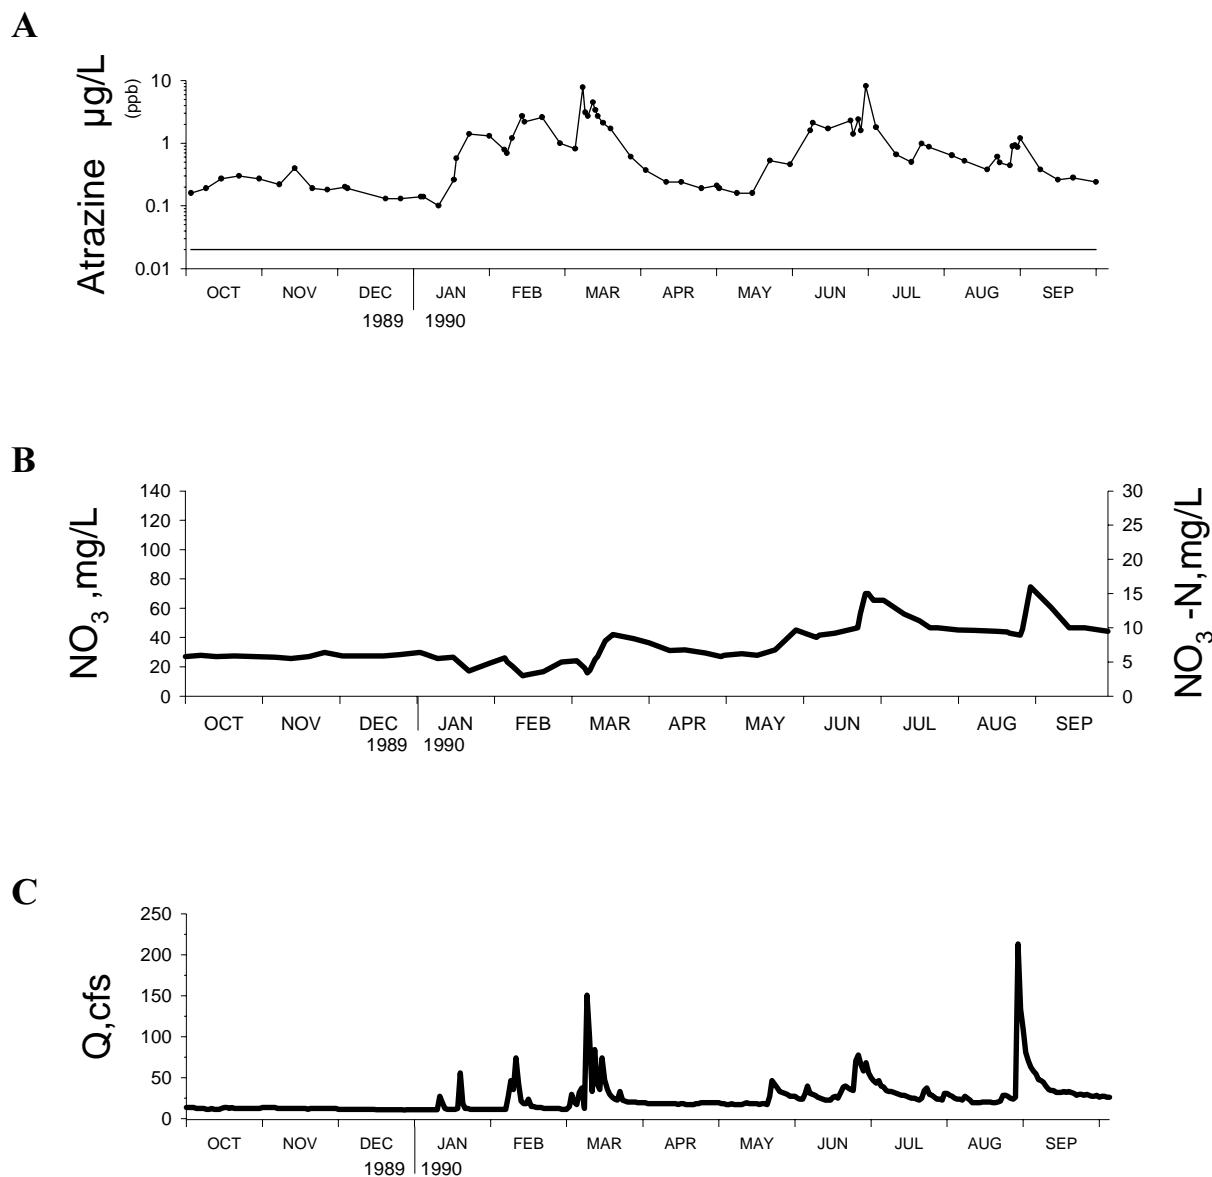 A
Atrazine µg/L
(ppb)
10
1
0.1
0.01
OCT NOV DEC JAN FEB MAR APR MAY JUN JUL AUG SEP
1989 1990
B
NO3 ,mg/L
140
120
100
80
60
40
20
0
30
25
20
15
10
5
0
NO3 -N,mg/L
OCT NOV DEC JAN FEB MAR APR MAY JUN JUL AUG SEP
1989 1990
C
Q,cfs
250
200
150
100
50
0
OCT NOV DEC JAN FEB MAR APR MAY JUN JUL AUG SEP
1989 1990